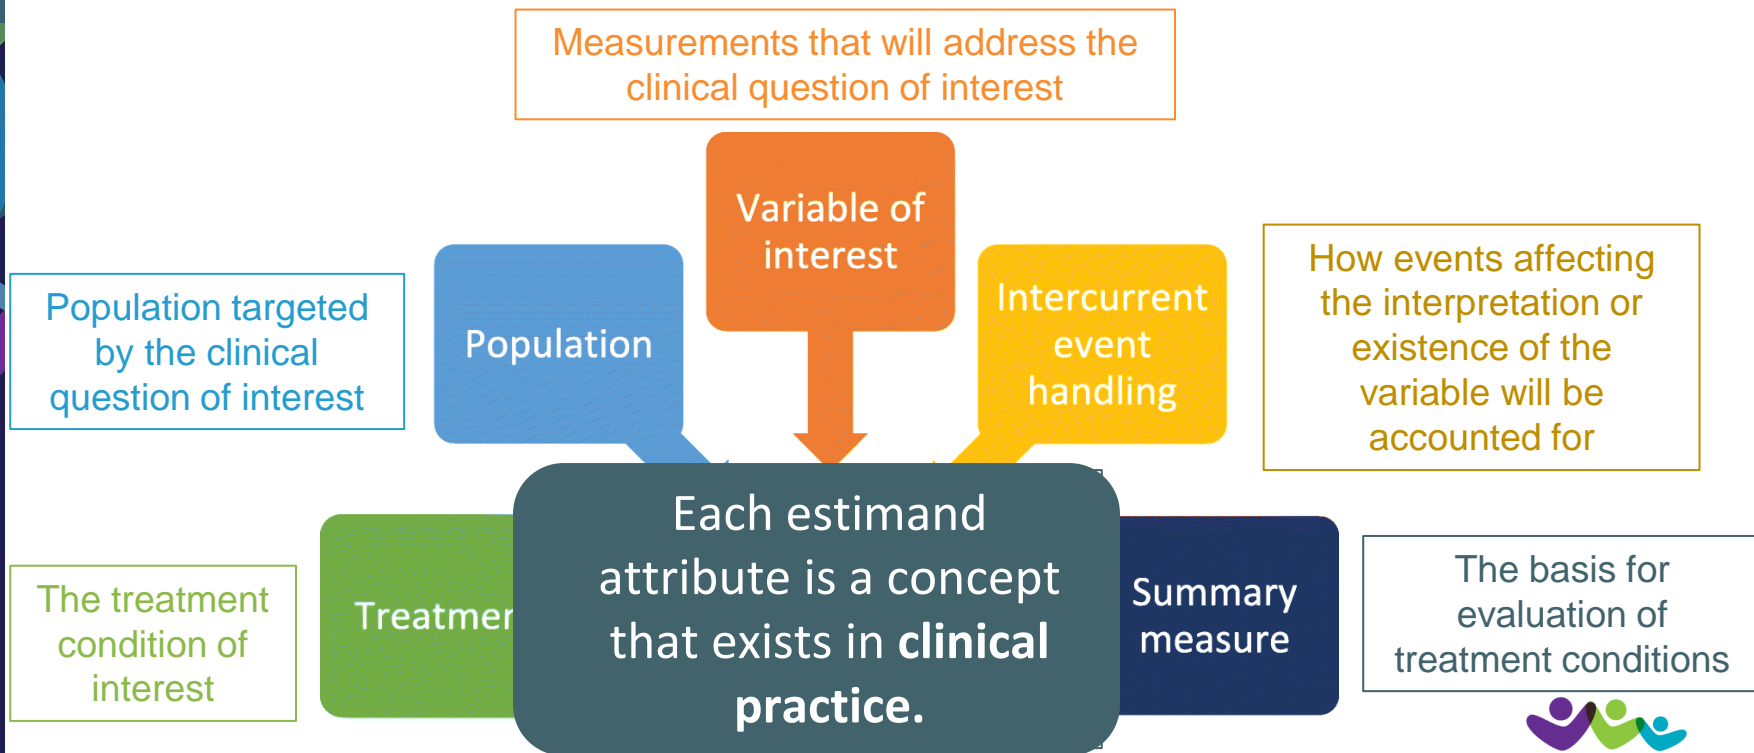 Measurements that will address the
clinical question of interest
Variable of
interest
Population targeted
by the clinical
question of interest
Population
Intercurrent
event
handling
How events affecting
the interpretation or
existence of the
variable will be
accounted for
The treatment
condition of
interest
Treatmen
Each estimand
attribute is a concept
that exists in clinical
practice.
Summary
measure
The basis for
evaluation of
treatment conditions